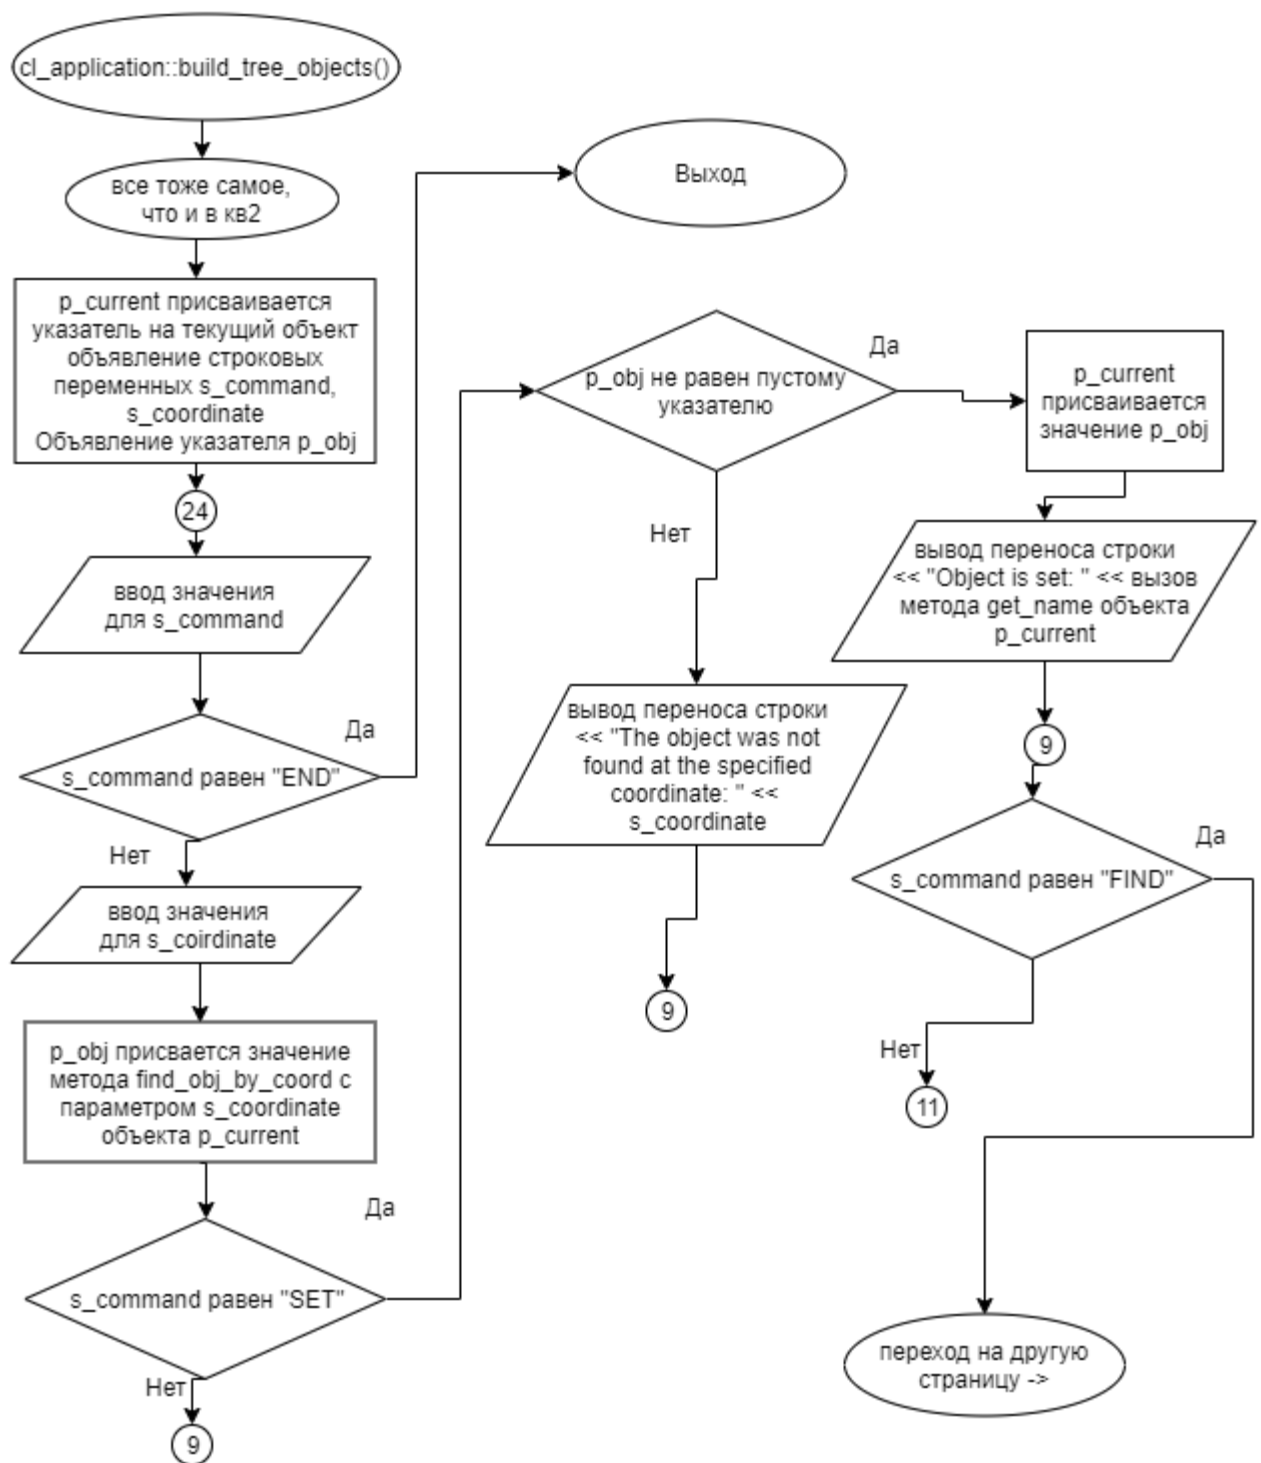 cl_application::build_tree_objects()
все тоже самое,
что и в кв2
p_current присваивается
указатель на текущий объект
объявление строковых
переменных s_command,
s_coordinate
Объявление указателя p_obj
24
ввод значения
для s_command
s_command равен "END"
Да
Выход
Нет
ввод значения
для s_coirdinate
p_obj присвается значение
метода find_obj_by_coord с
параметром s_coordinate
объекта p_current
s_command равен "SET"
Да
Нет
9
p_obj не равен пустому
указателю
Да
Нет
вывод переноса строки
<< "The object was not
found at the specified
coordinate: " <<
s_coordinate
9
p_current
присваивается
значение p_obj
вывод переноса строки
<< "Object is set: " << вызов
метода get_name объекта
p_current
9
s_command равен "FIND"
Да
Нет
11
переход на другую
страницу ->